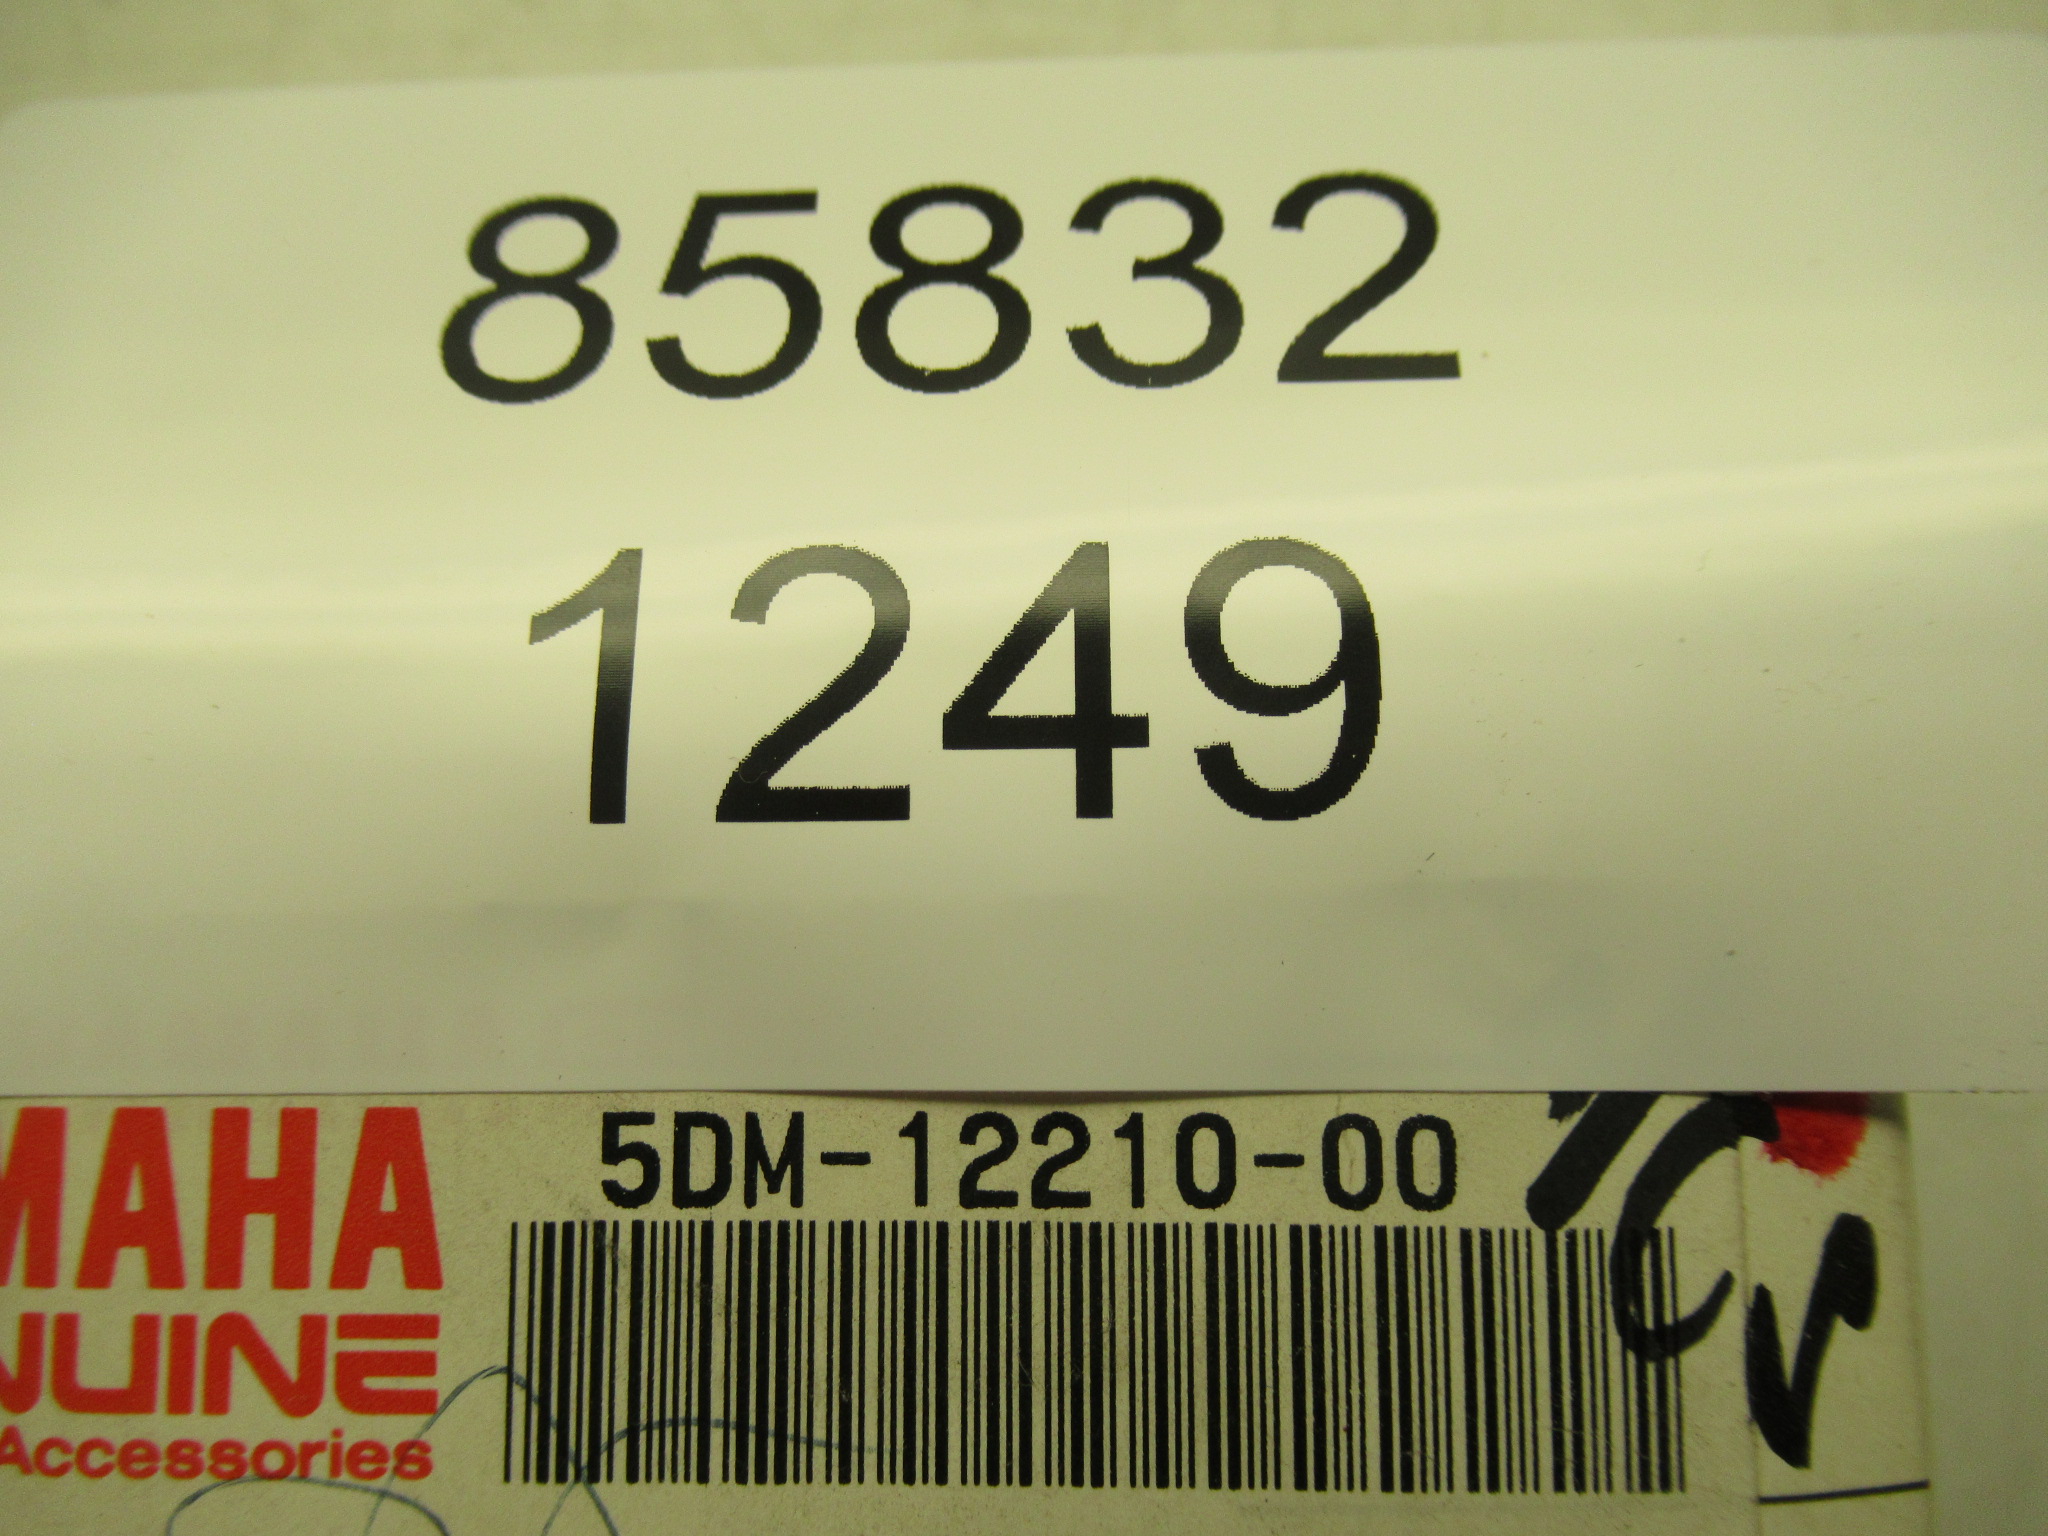 85832
1249
MAHA
5DM-12210-00
NUINE
Accessories